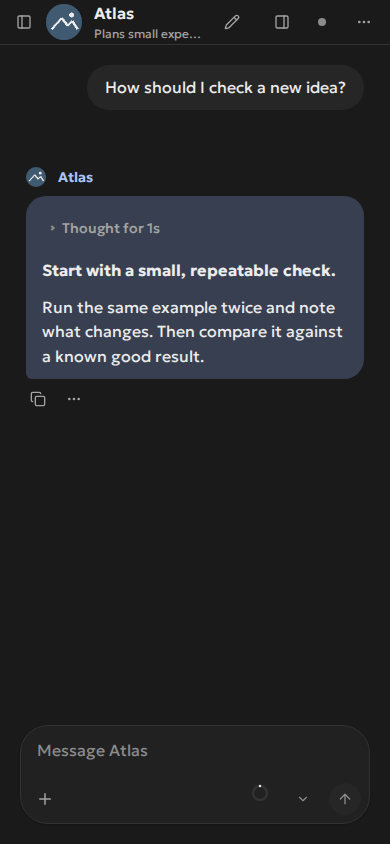 Atlas
Plans small expe...
How should I check a new idea?
Atlas
Thought for 1s
Start with a small, repeatable check.
Run the same example twice and note
what changes. Then compare it against
a known good result.
Message Atlas